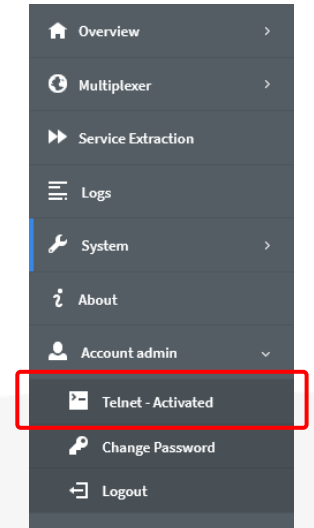 Overview
Multiplexer
Service Extraction
Logs
System
About
Account admin
Telnet - Activated
Change Password
Logout